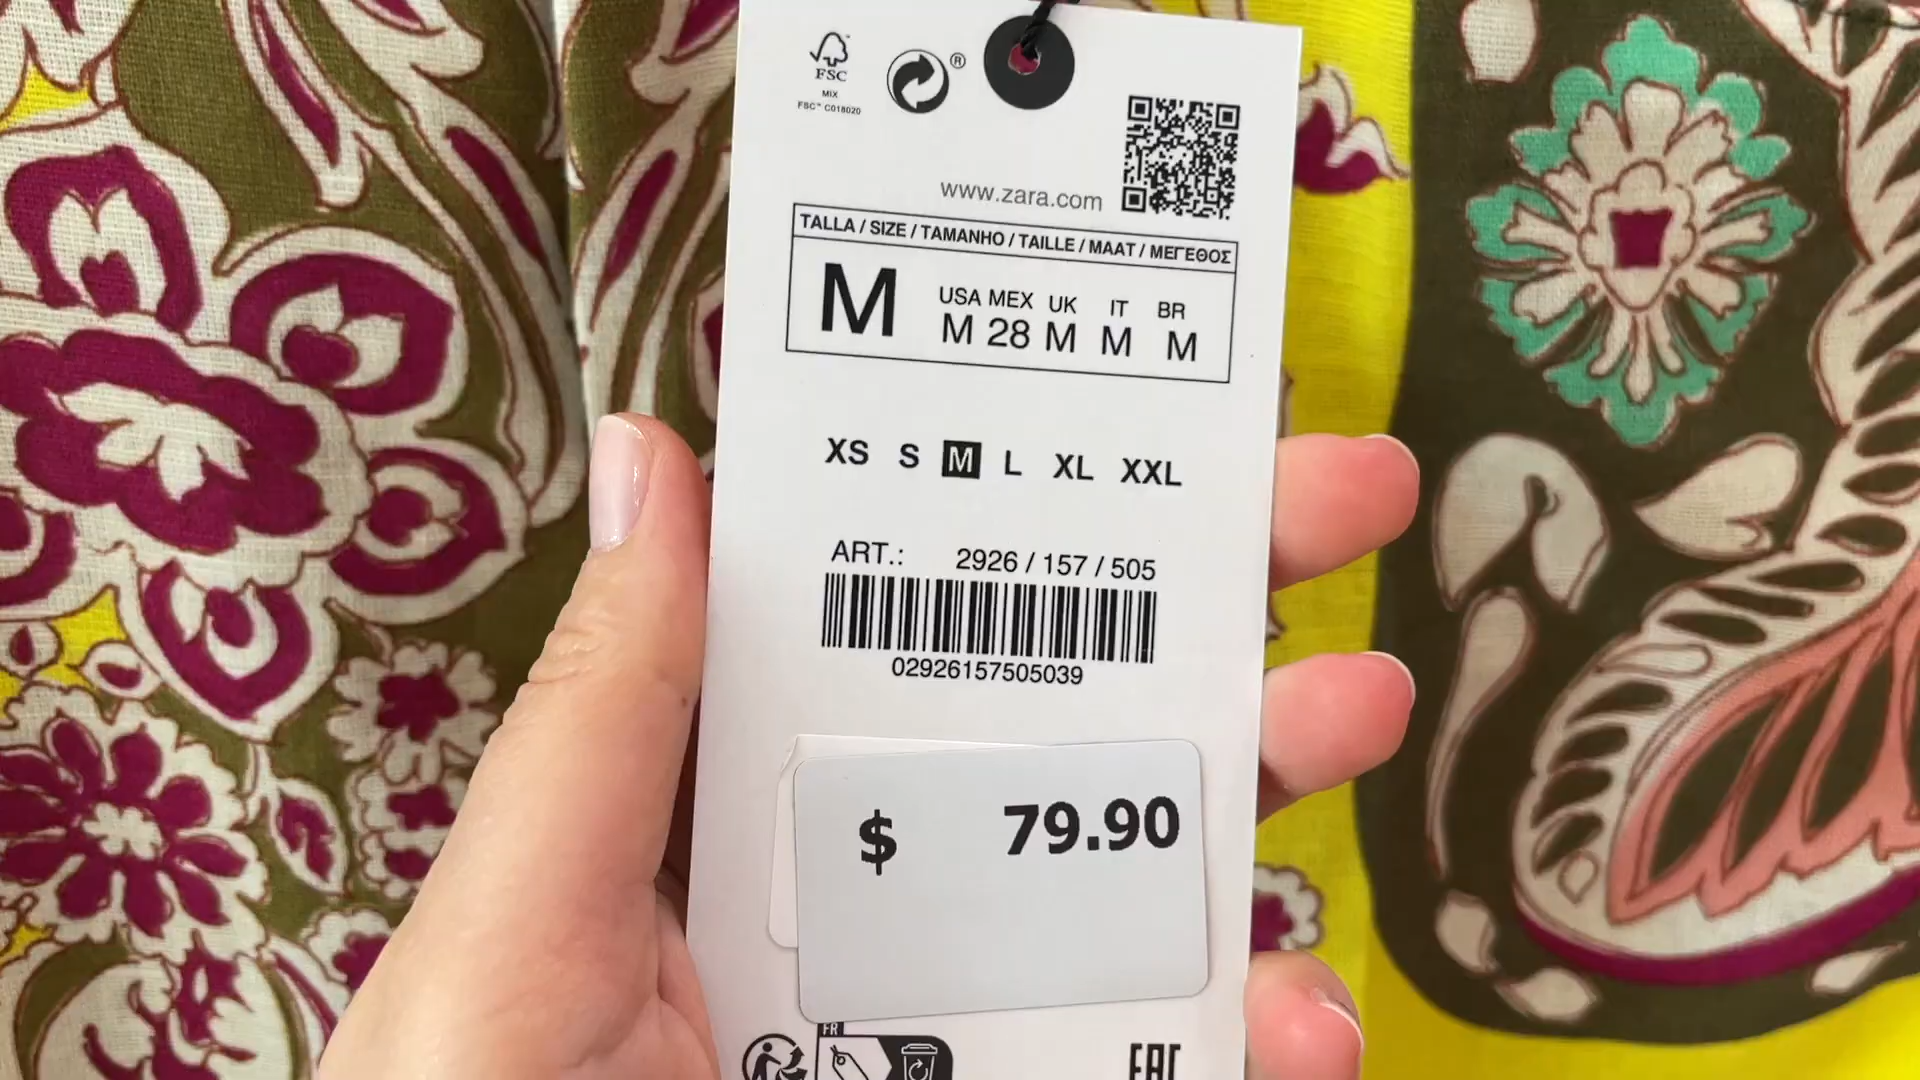 FSC
MIX
FSC™ C018020
®
www.zara.com
TALLA / SIZE / TAMANHO / TAILLE / MAAT / ΜΕΓΕΘΟΣ
M
USA MEX UK IT BR
M 28 M M M
XS S M L XL XXL
ART.: 2926 / 157 / 505
02926157505039
$ 79.90
FR
EAC